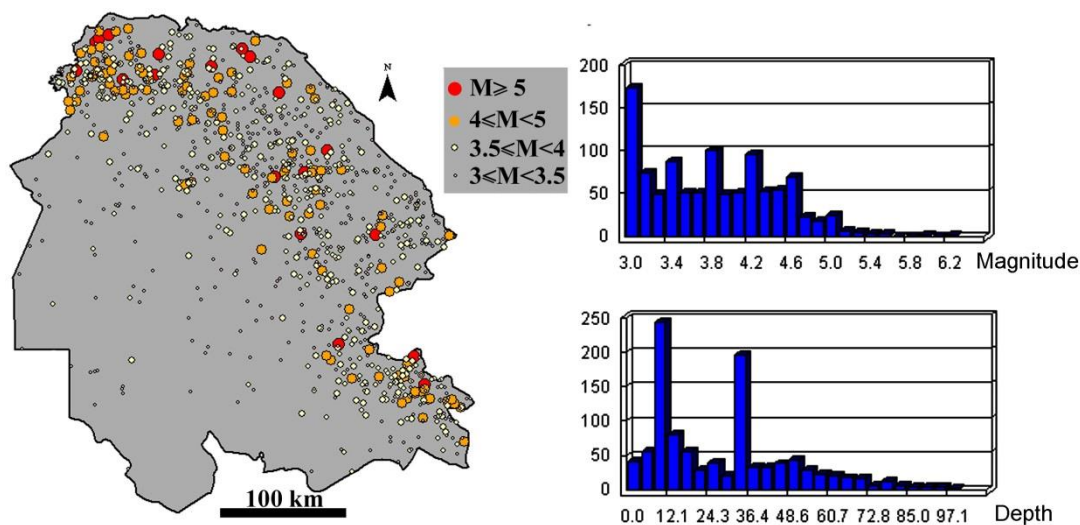 N
M≥ 5
4≤M<5
3.5≤M<4
3≤M<3.5
100 km
200
150
100
50
0
3.0 3.4 3.8 4.2 4.6 5.0 5.4 5.8 6.2 Magnitude
250
200
150
100
50
0
0.0 12.1 24.3 36.4 48.6 60.7 72.8 85.0 97.1 Depth